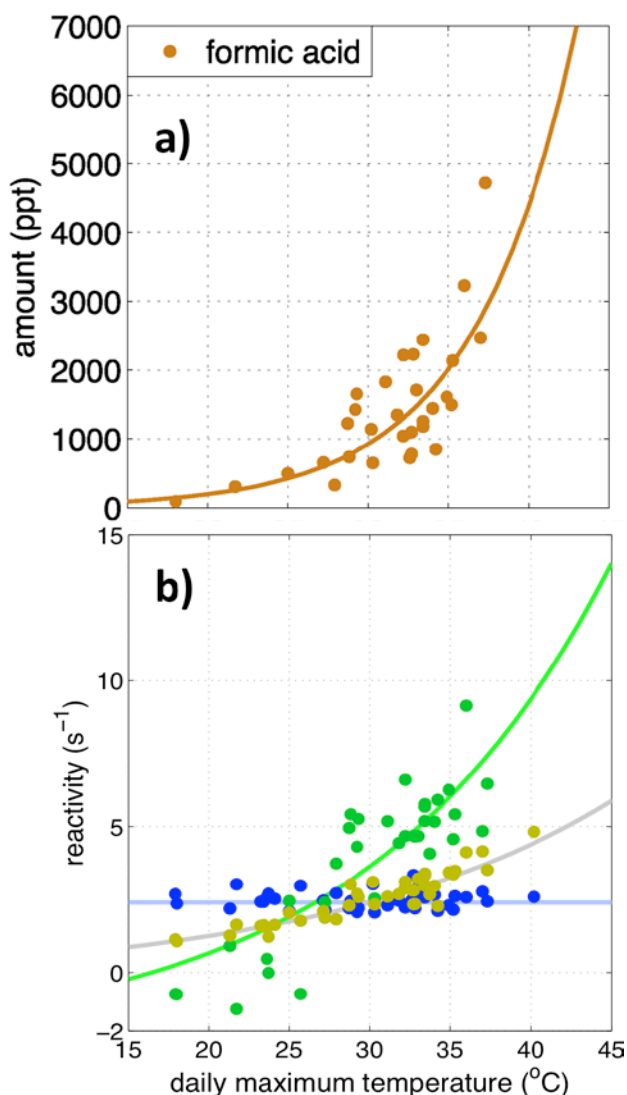 7000
formic acid
6000
a)
5000
4000
3000
2000
1000
0
amount (ppt)
15
b)
10
5
0
−2
reactivity (s⁻¹)
15 20 25 30 35 40 45
daily maximum temperature (°C)